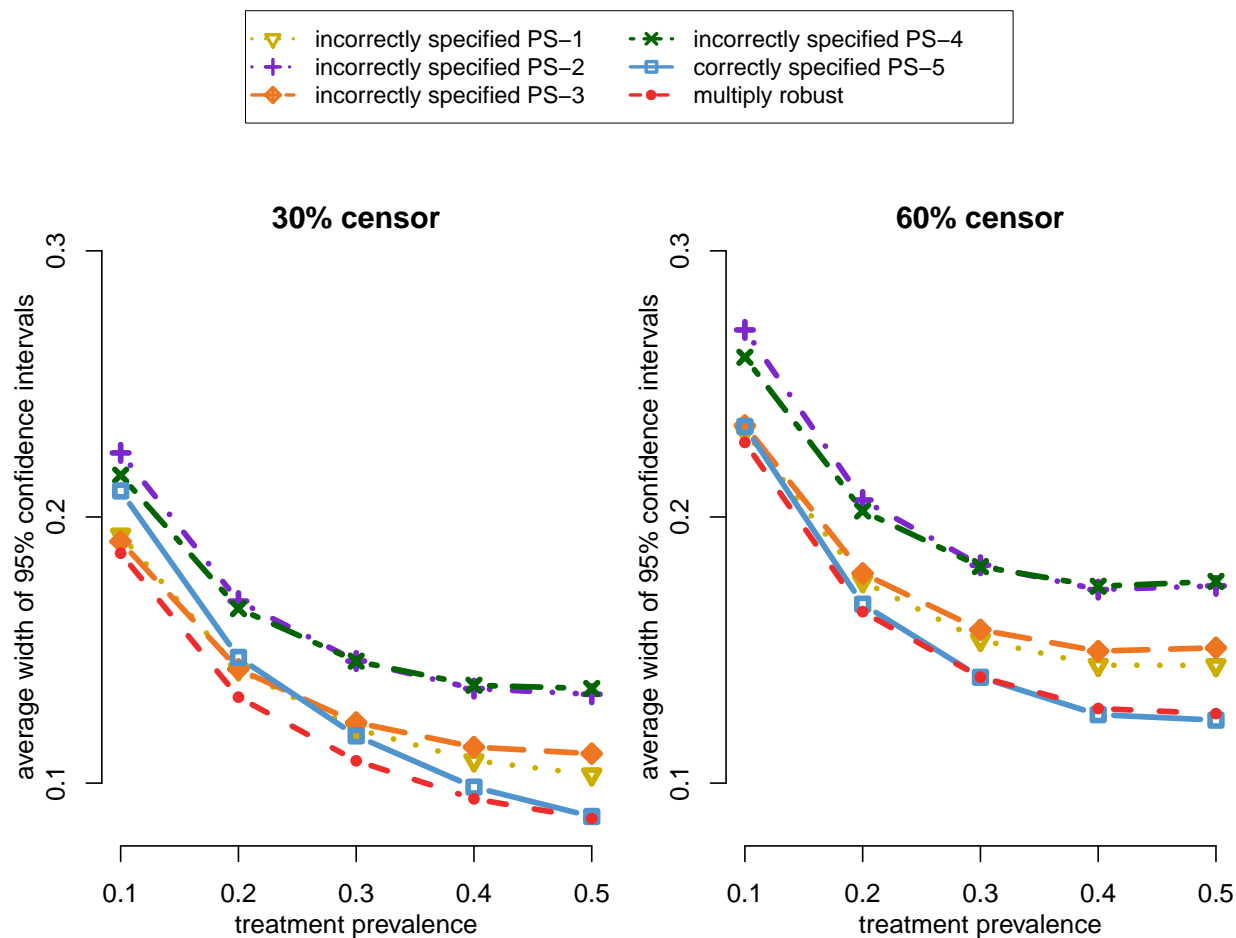 incorrectly specified PS−1
incorrectly specified PS−2
incorrectly specified PS−3
incorrectly specified PS−4
correctly specified PS−5
multiply robust
30% censor
average width of 95% confidence intervals
0.3
0.2
0.1
0.1 0.2 0.3 0.4 0.5
treatment prevalence
60% censor
average width of 95% confidence intervals
0.3
0.2
0.1
0.1 0.2 0.3 0.4 0.5
treatment prevalence